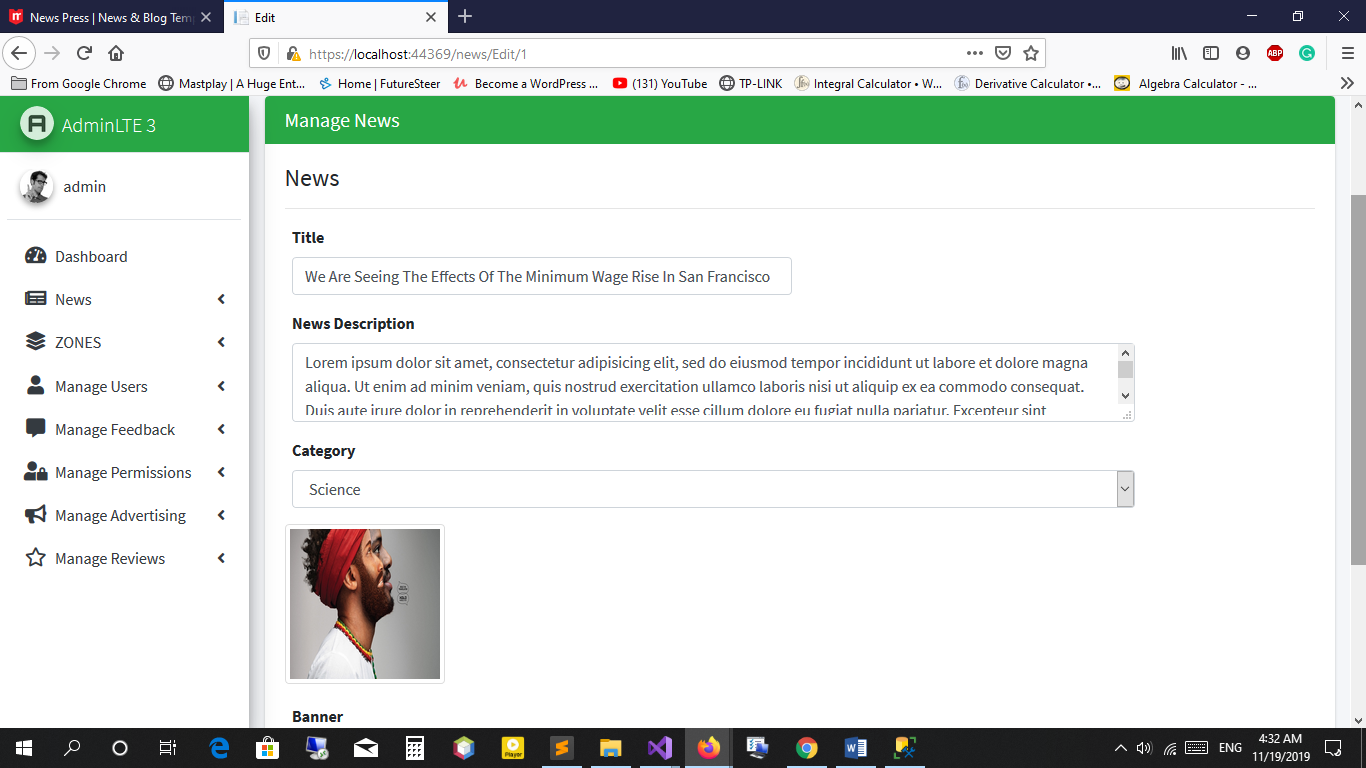 News Press | News & Blog Tem
Edit
https://localhost:44369/news/Edit/1
From Google Chrome
Mastplay | A Huge Ent...
Home | FutureSteer
Become a WordPress ...
(131) YouTube
TP-LINK
Integral Calculator • W...
Derivative Calculator •...
Algebra Calculator - ...
ABP
AdminLTE 3
admin
Dashboard
News
ZONES
Manage Users
Manage Feedback
Manage Permissions
Manage Advertising
Manage Reviews
Manage News
News
Title
We Are Seeing The Effects Of The Minimum Wage Rise In San Francisco
News Description
Lorem ipsum dolor sit amet, consectetur adipisicing elit, sed do eiusmod tempor incididunt ut labore et dolore magna
aliqua. Ut enim ad minim veniam, quis nostrud exercitation ullamco laboris nisi ut aliquip ex ea commodo consequat.
Duis aute irure dolor in reprehenderit in voluptate velit esse cillum dolore eu fugiat nulla pariatur. Excepteur sint
Category
Science
Banner
Player
ENG
4:32 AM
11/19/2019